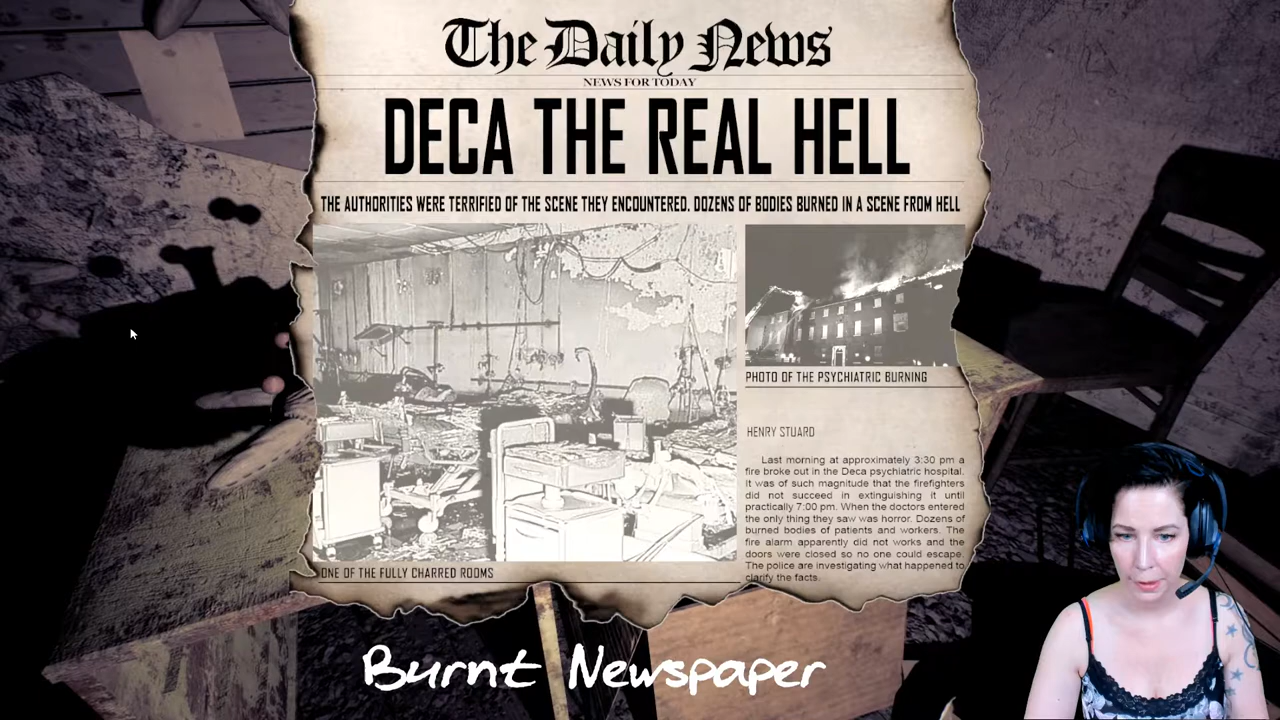 The Daily News
NEWS FOR TODAY
DECA THE REAL HELL
THE AUTHORITIES WERE TERRIFIED OF THE SCENE THEY ENCOUNTERED. DOZENS OF BODIES BURNED IN A SCENE FROM HELL
PHOTO OF THE PSYCHIATRIC BURNING
HENRY STUARD
Last morning at approximately 3:30 pm a
fire broke out in the Deca psychiatric hospital.
It was of such magnitude that the firefighters
did not succeed in extinguishing it until
practically 7:00 pm. When the doctors entered
the only thing they saw was horror. Dozens of
burned bodies of patients and workers. The
fire alarm apparently did not works and the
doors were closed so no one could escape.
The police are investigating what happened to
clarify the facts.
ONE OF THE FULLY CHARRED ROOMS
Burnt Newspaper